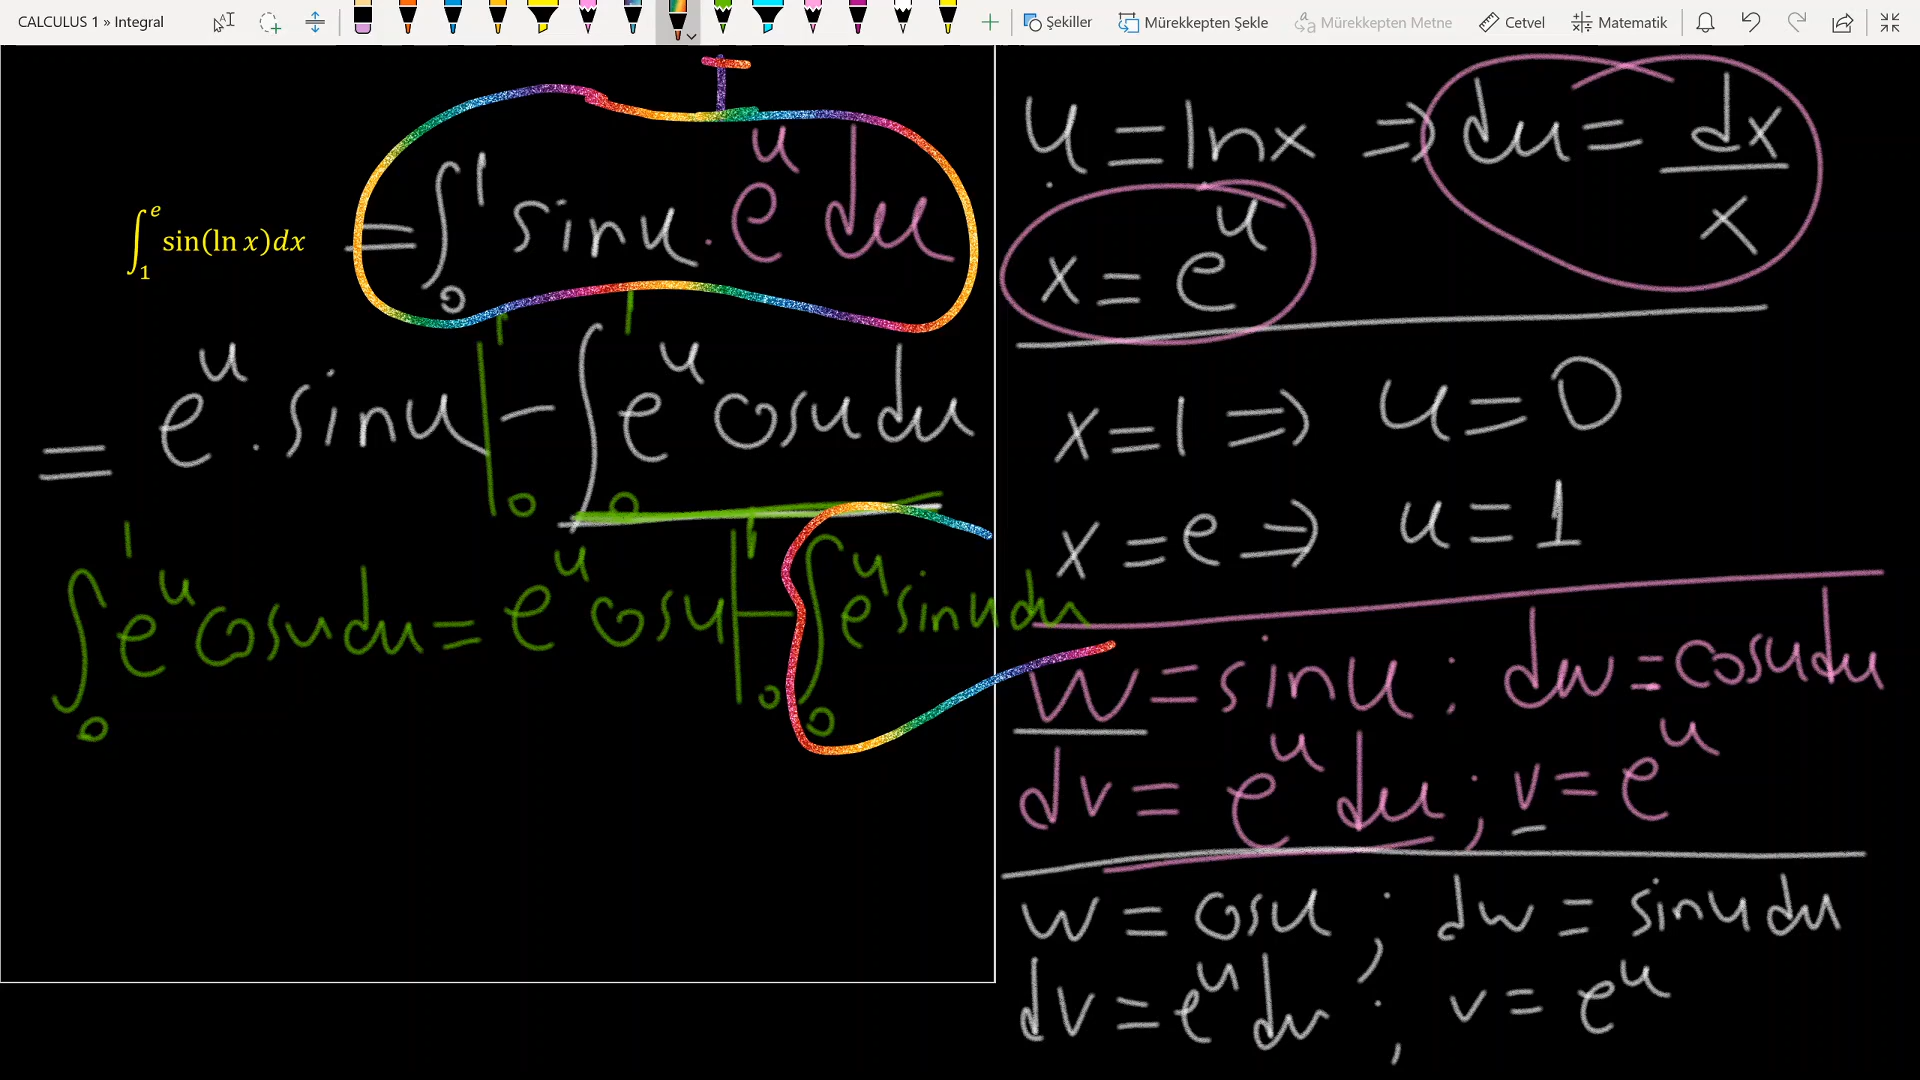 CALCULUS 1 » Integral
Şekiller Mürekkepten Şekle Mürekkepten Metne Cetvel Matematik
I
∫₁ᵉ sin(ln x)dx = ∫₀¹ sinu . eᵘ du
= eᵘ . sinu |₀¹ - ∫₀¹ eᵘ cosu du
∫₀¹ eᵘ cosu du = eᵘ cosu |₀¹ - ∫₀¹ eᵘ sinu du
u = lnx ⇒ du = dx/x
x = eᵘ
x=1 ⇒ u = 0
x = e ⇒ u = 1
w = sinu ; dw = cosu du
dv = eᵘ du ; v = eᵘ
w = cosu ; dw = sinu du
dv = eᵘ du ; v = eᵘ